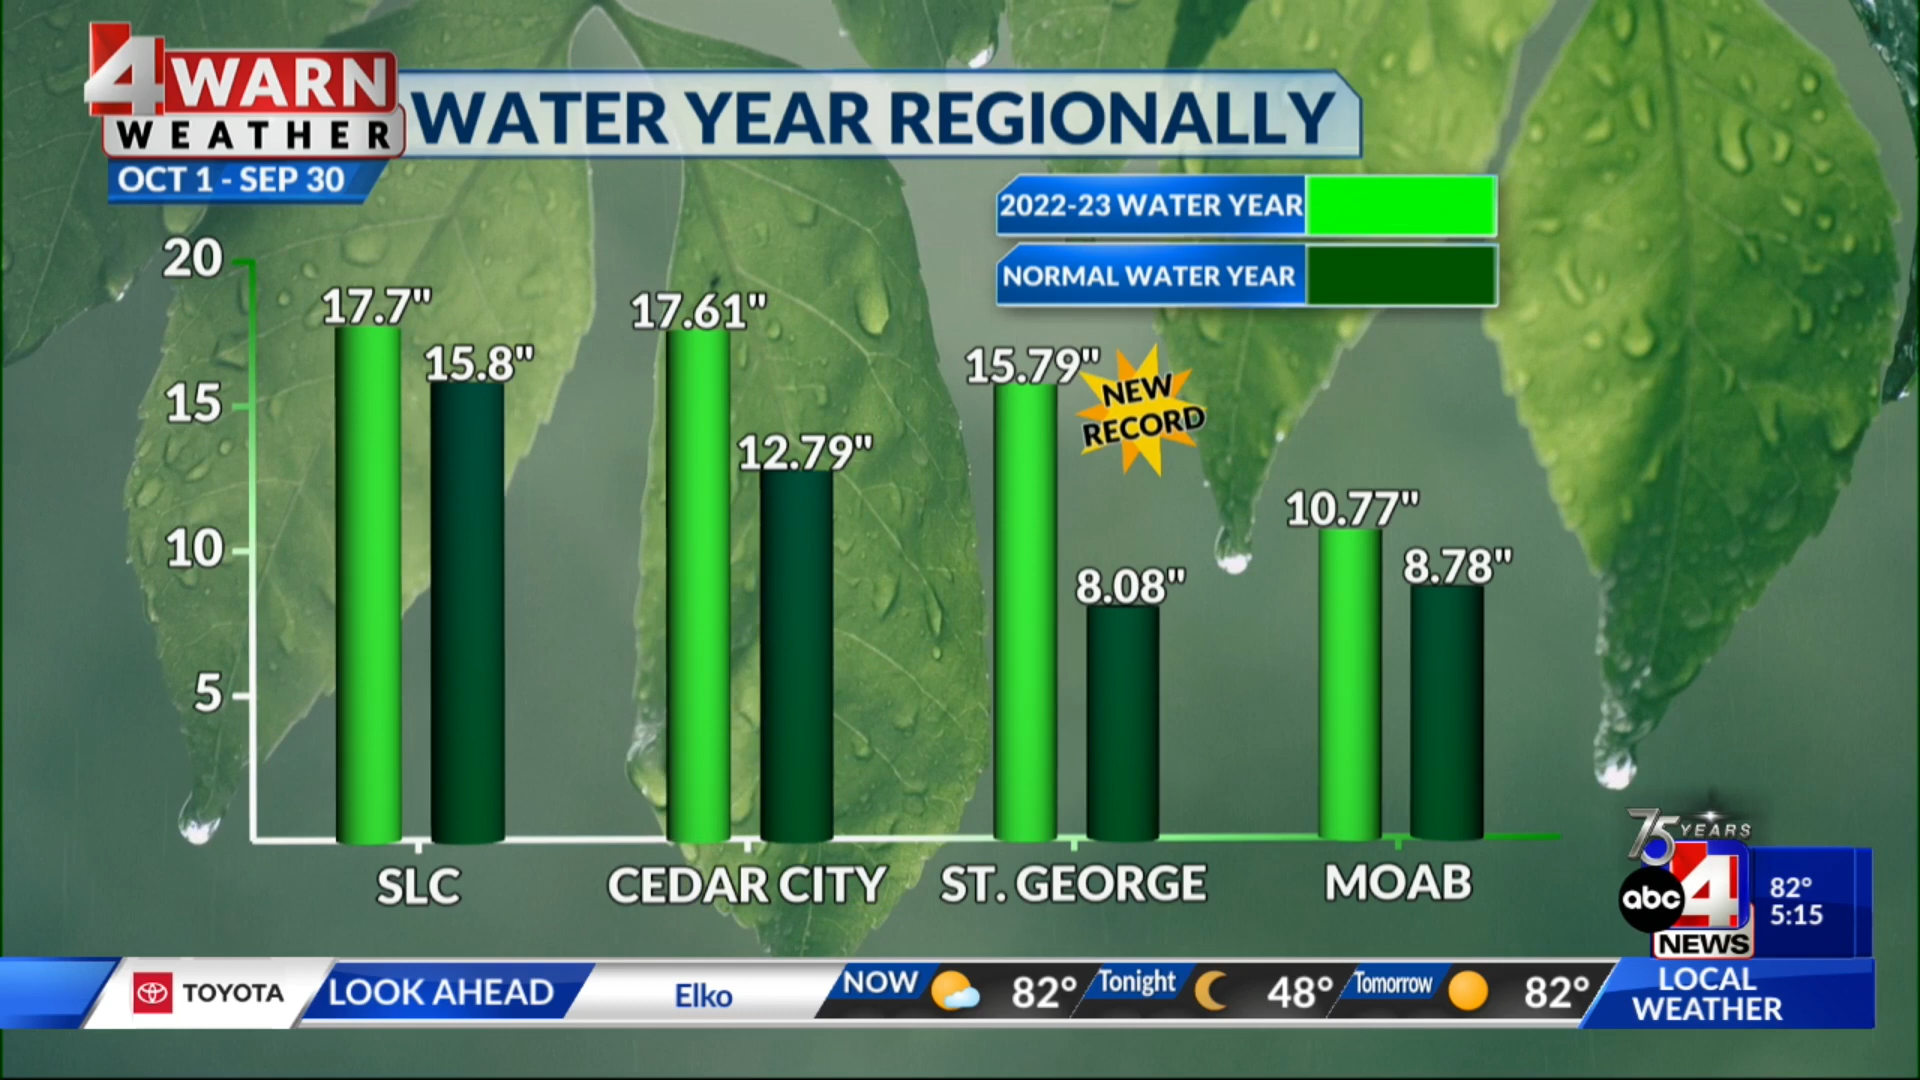 4 WARN
WEATHER
WATER YEAR REGIONALLY
OCT 1 - SEP 30
2022-23 WATER YEAR
NORMAL WATER YEAR
20
15
10
5
17.7"
15.8"
17.61"
12.79"
15.79"
NEW
RECORD
8.08"
10.77"
8.78"
SLC
CEDAR CITY
ST. GEORGE
MOAB
75 YEARS
abc 4
NEWS
82°
5:15
TOYOTA
LOOK AHEAD
Elko
NOW
82°
Tonight
48°
Tomorrow
82°
LOCAL
WEATHER